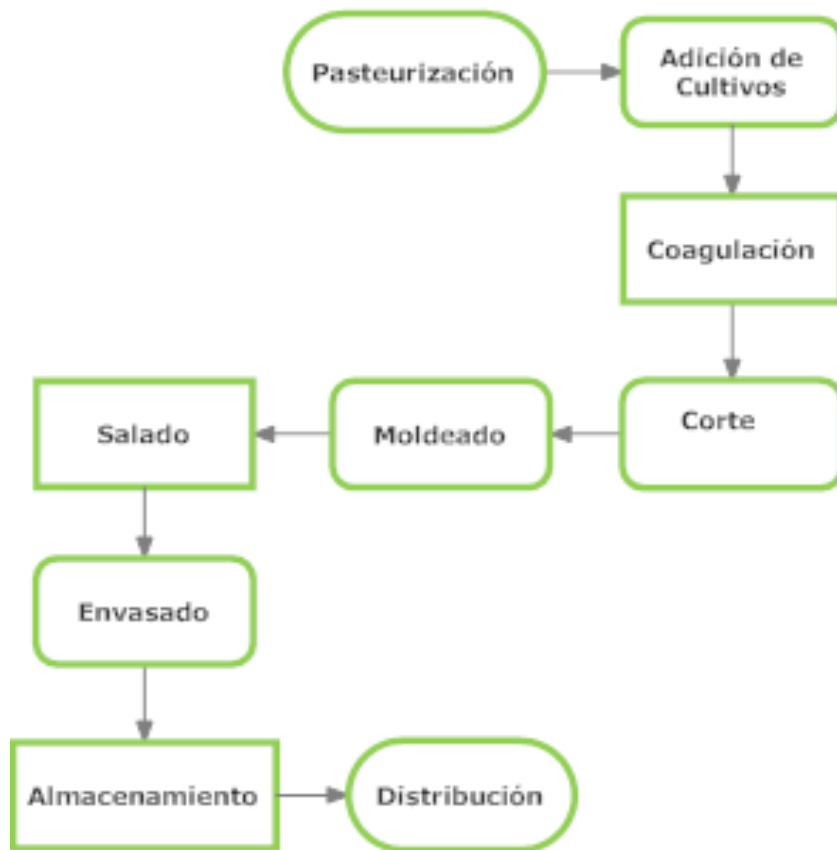 Pasteurización
Adición de
Cultivos
Coagulación
Corte
Moldeado
Salado
Envasado
Almacenamiento
Distribución